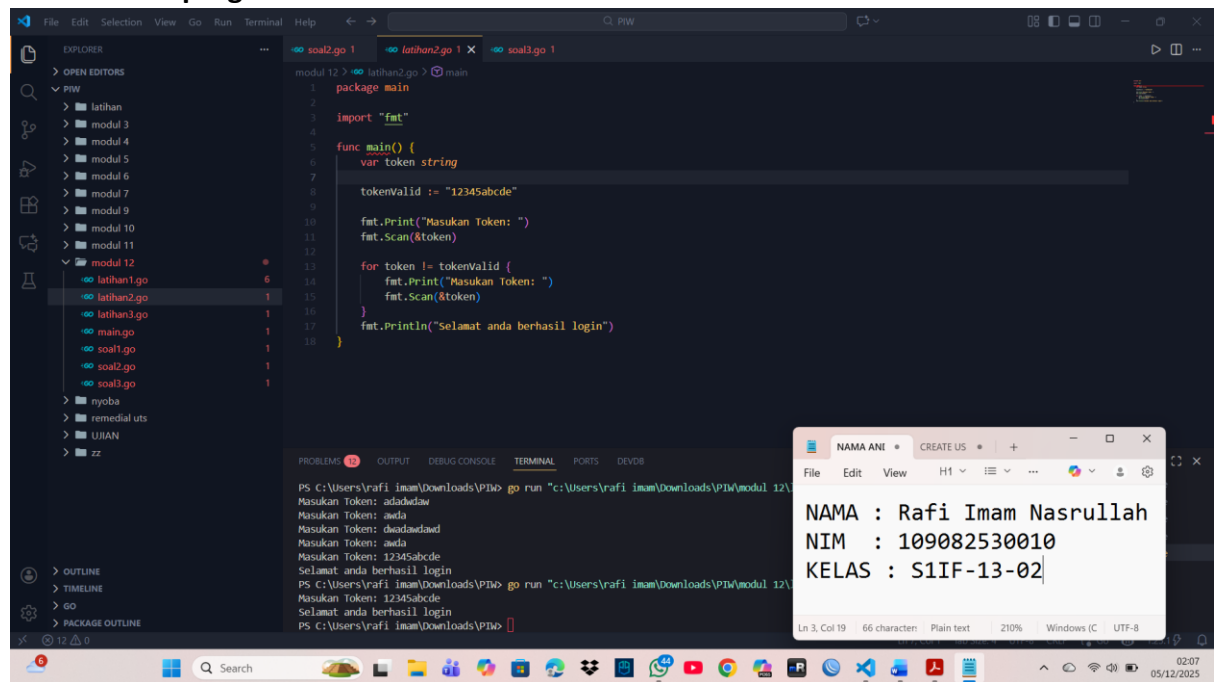 File Edit Selection View Go Run Terminal Help
PIW
EXPLORER
OPEN EDITORS
PIW
latihan
modul 3
modul 4
modul 5
modul 6
modul 7
modul 9
modul 10
modul 11
modul 12
latihan1.go 6
latihan2.go 1
latihan3.go 1
main.go 1
soal1.go 1
soal2.go 1
soal3.go 1
nyoba
remedial uts
UJIAN
zz
OUTLINE
TIMELINE
GO
PACKAGE OUTLINE
soal2.go 1 latihan2.go 1 soal3.go 1
modul 12 > latihan2.go > main
1 package main
2
3 import "fmt"
4
5 func main() {
6 var token string
7
8 tokenValid := "12345abcde"
9
10 fmt.Print("Masukan Token: ")
11 fmt.Scan(&token)
12
13 for token != tokenValid {
14 fmt.Print("Masukan Token: ")
15 fmt.Scan(&token)
16 }
17 fmt.Println("Selamat anda berhasil login")
18 }
PROBLEMS 12 OUTPUT DEBUG CONSOLE TERMINAL PORTS DEVDB
PS C:\Users\rafi imam\Downloads\PIW> go run "c:\Users\rafi imam\Downloads\PIW\modul 12\
Masukan Token: adadwdaw
Masukan Token: awda
Masukan Token: dwadawdawd
Masukan Token: awda
Masukan Token: 12345abcde
Selamat anda berhasil login
PS C:\Users\rafi imam\Downloads\PIW> go run "c:\Users\rafi imam\Downloads\PIW\modul 12\
Masukan Token: 12345abcde
Selamat anda berhasil login
PS C:\Users\rafi imam\Downloads\PIW>
NAMA ANI CREATE US
File Edit View H1
NAMA : Rafi Imam Nasrullah
NIM : 109082530010
KELAS : S1IF-13-02
Ln 3, Col 19 66 character Plain text 210% Windows (C UTF-8
12 0
6 Search
02:07
05/12/2025